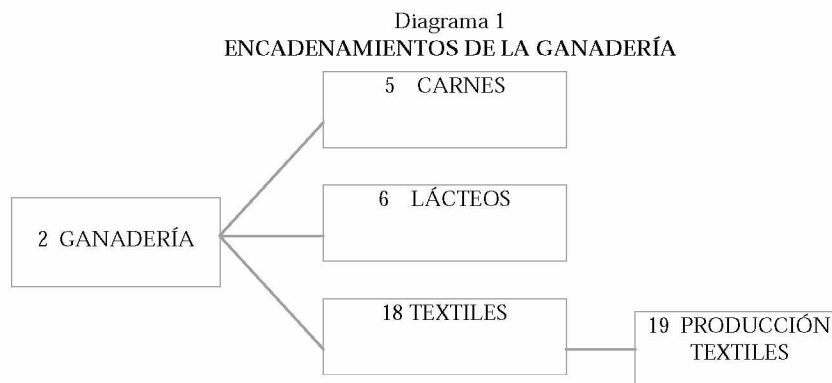 Diagrama 1
ENCADENAMIENTOS DE LA GANADERÍA
5 CARNES
6 LÁCTEOS
2 GANADERÍA
18 TEXTILES
19 PRODUCCIÓN
TEXTILES